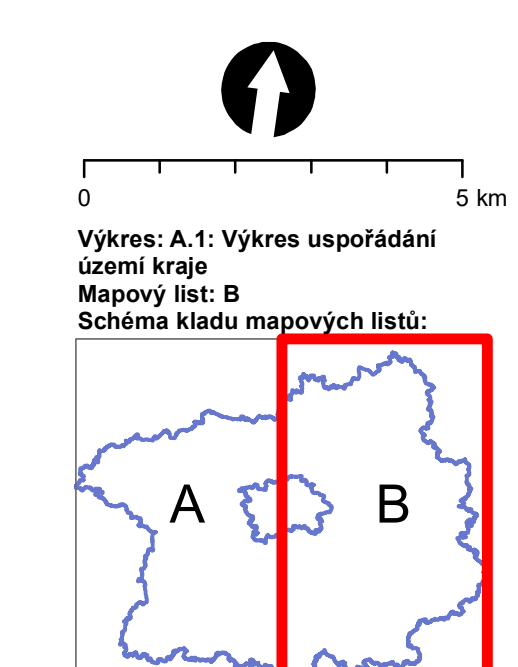 0 5 km
Výkres: A.1: Výkres uspořádání
území kraje
Mapový list: B
Schéma kladu mapových listů:
A B